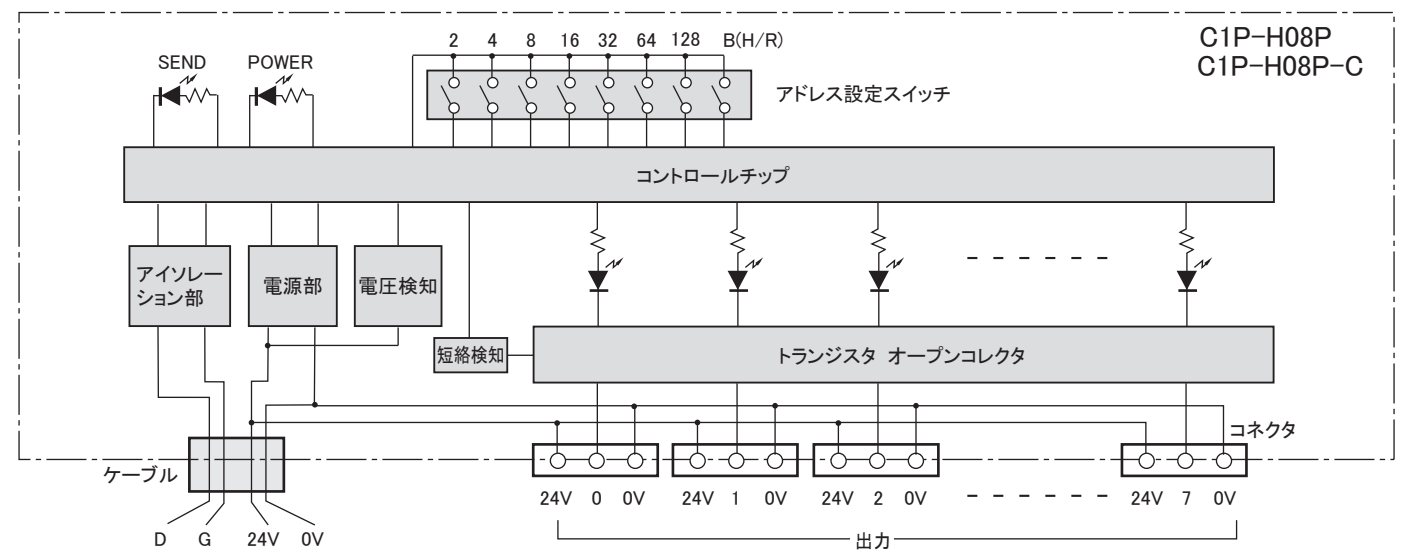 2 4 8 16 32 64 128 B(H/R)
C1P-H08P
C1P-H08P-C
SEND POWER
アドレス設定スイッチ
コントロールチップ
アイソレー
ション部
電源部
電圧検知
短絡検知
トランジスタ オープンコレクタ
コネクタ
ケーブル
24V 0 0V 24V 1 0V 24V 2 0V 24V 7 0V
D G 24V 0V
出力